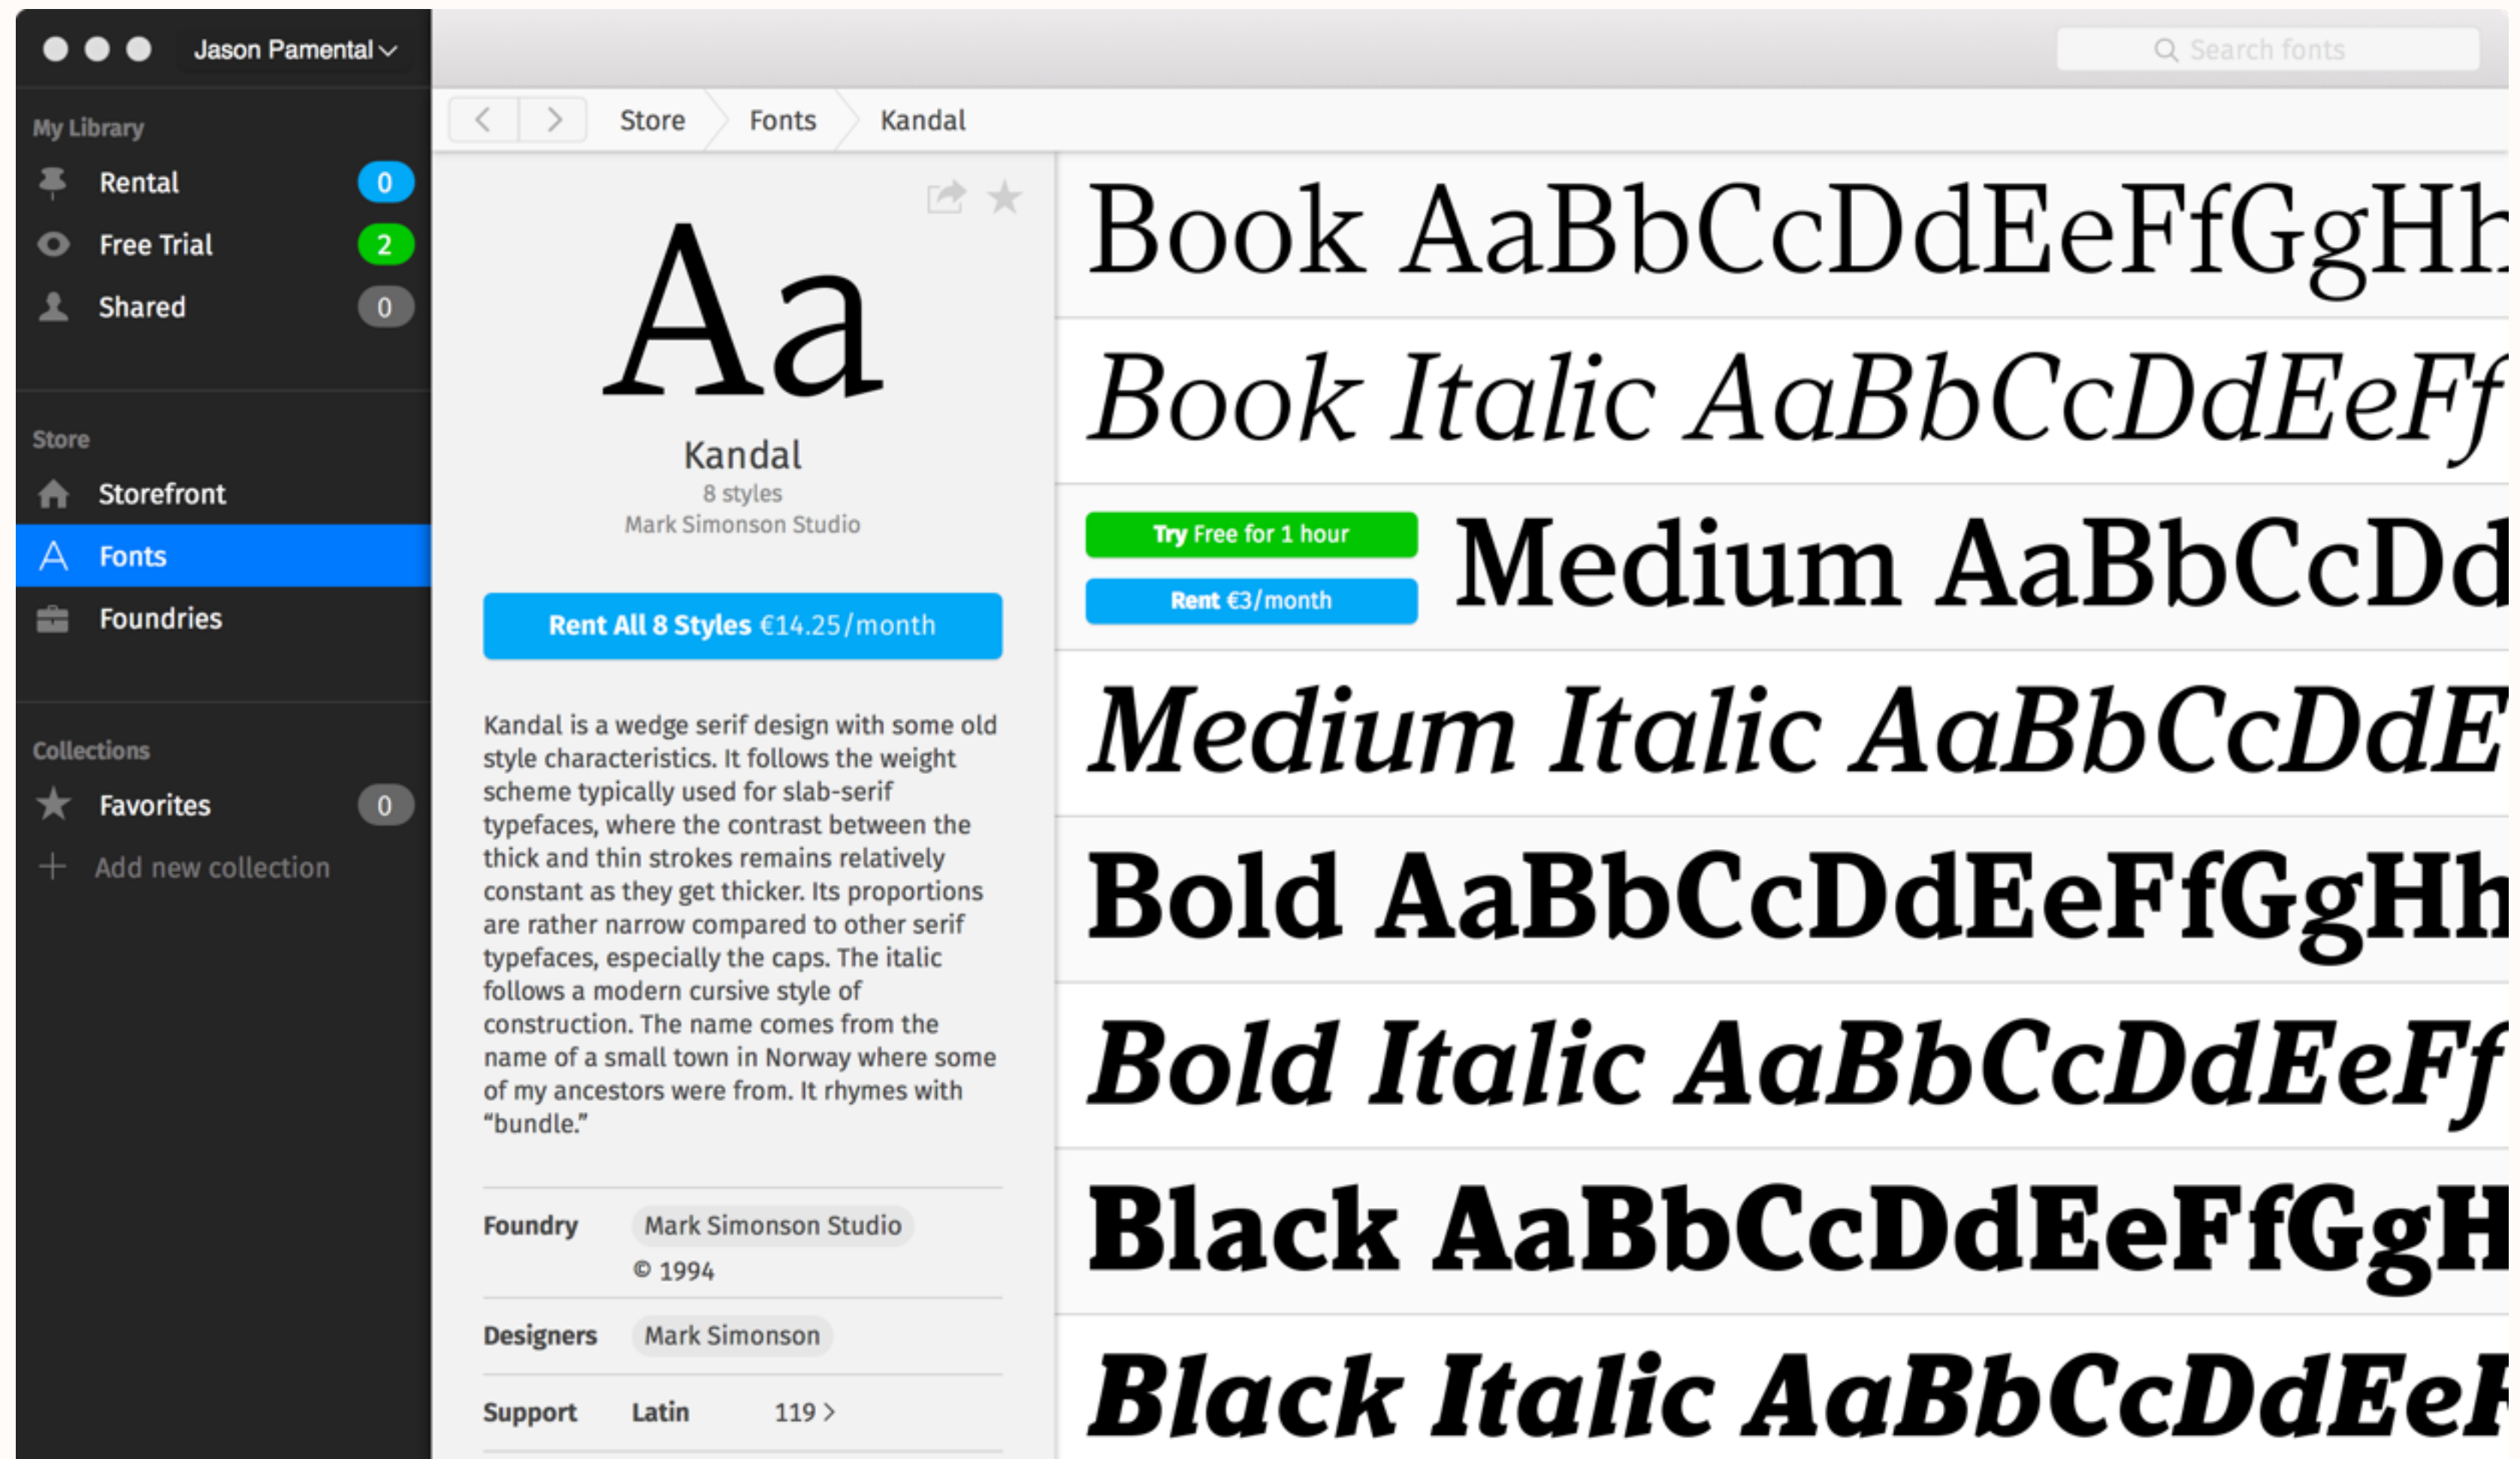 Jason Pamental
Search fonts
My Library
Rental 0
Free Trial 2
Shared 0
Store
Storefront
Fonts
Foundries
Collections
Favorites 0
Add new collection
Store Fonts Kandal
Aa
Kandal
8 styles
Mark Simonson Studio
Rent All 8 Styles €14.25/month
Kandal is a wedge serif design with some old
style characteristics. It follows the weight
scheme typically used for slab-serif
typefaces, where the contrast between the
thick and thin strokes remains relatively
constant as they get thicker. Its proportions
are rather narrow compared to other serif
typefaces, especially the caps. The italic
follows a modern cursive style of
construction. The name comes from the
name of a small town in Norway where some
of my ancestors were from. It rhymes with
“bundle.”
Foundry Mark Simonson Studio
© 1994
Designers Mark Simonson
Support Latin 119
Book AaBbCcDdEeFfGgHh
Book Italic AaBbCcDdEeFf
Try Free for 1 hour
Rent €3/month
Medium AaBbCcDd
Medium Italic AaBbCcDdE
Bold AaBbCcDdEeFfGgHh
Bold Italic AaBbCcDdEeFf
Black AaBbCcDdEeFfGgH
Black Italic AaBbCcDdEeF